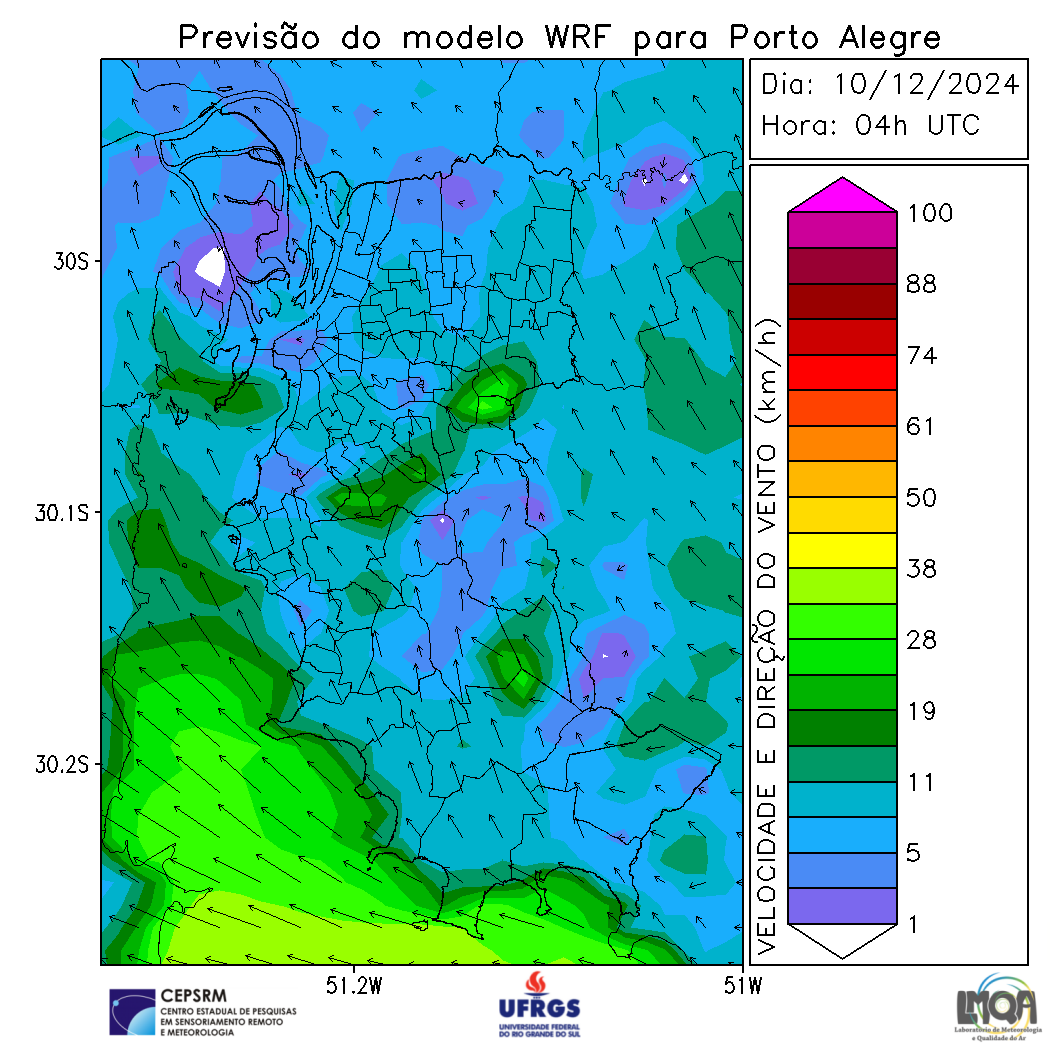 Previsão do modelo WRF para Porto Alegre
Dia: 10/12/2024
Hora: 04h UTC
30S
30.1S
30.2S
51.2W
51W
VELOCIDADE E DIREÇÃO DO VENTO (km/h)
100
88
74
61
50
38
28
19
11
5
1
CEPSRM
CENTRO ESTADUAL DE PESQUISAS
EM SENSORIAMENTO REMOTO
E METEOROLOGIA
UFRGS
UNIVERSIDADE FEDERAL
DO RIO GRANDE DO SUL
LMQA
Laboratório de Meteorologia
e Qualidade do Ar